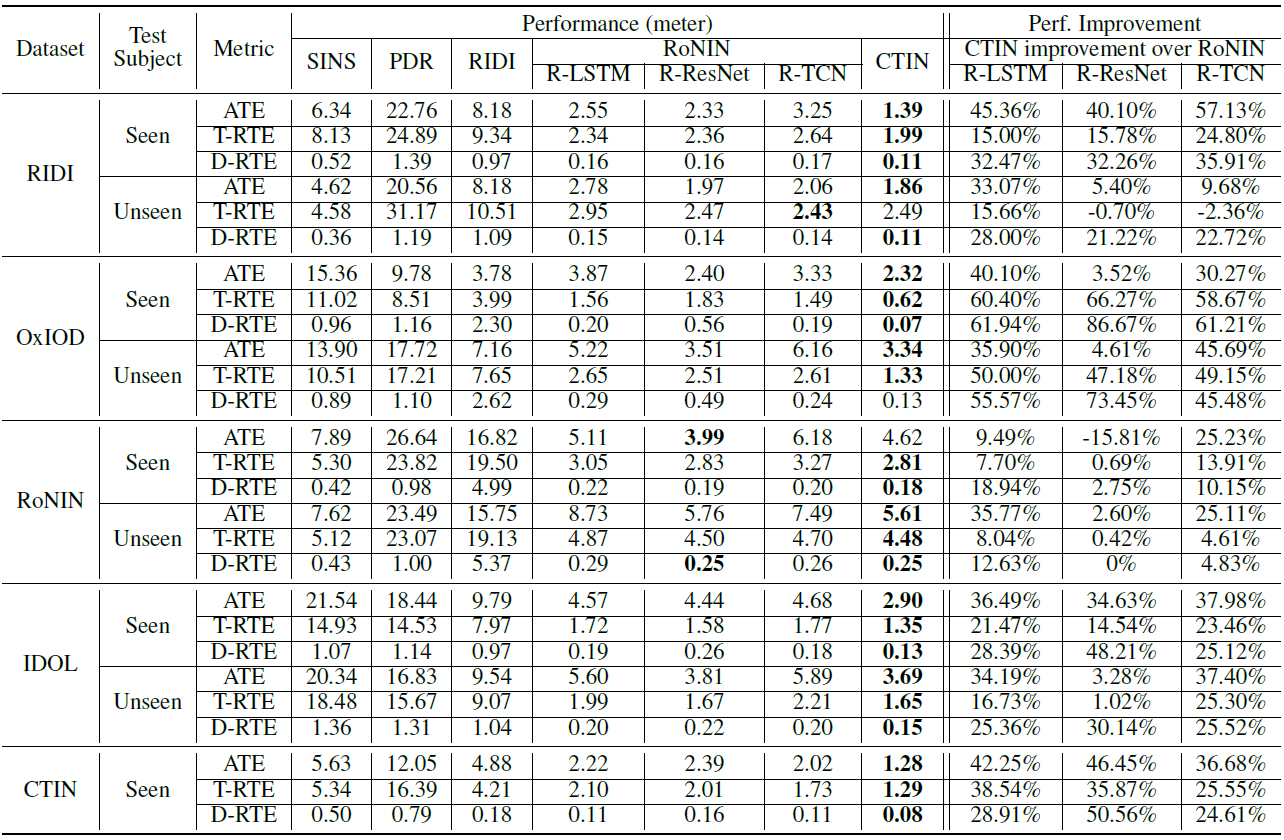 Dataset Test Subject Metric Performance (meter) Perf. Improvement
SINS PDR RIDI RoNIN CTIN CTIN improvement over RoNIN
R-LSTM R-ResNet R-TCN R-LSTM R-ResNet R-TCN
RIDI Seen ATE 6.34 22.76 8.18 2.55 2.33 3.25 1.39 45.36% 40.10% 57.13%
T-RTE 8.13 24.89 9.34 2.34 2.36 2.64 1.99 15.00% 15.78% 24.80%
D-RTE 0.52 1.39 0.97 0.16 0.16 0.17 0.11 32.47% 32.26% 35.91%
Unseen ATE 4.62 20.56 8.18 2.78 1.97 2.06 1.86 33.07% 5.40% 9.68%
T-RTE 4.58 31.17 10.51 2.95 2.47 2.43 2.49 15.66% -0.70% -2.36%
D-RTE 0.36 1.19 1.09 0.15 0.14 0.14 0.11 28.00% 21.22% 22.72%
OxIOD Seen ATE 15.36 9.78 3.78 3.87 2.40 3.33 2.32 40.10% 3.52% 30.27%
T-RTE 11.02 8.51 3.99 1.56 1.83 1.49 0.62 60.40% 66.27% 58.67%
D-RTE 0.96 1.16 2.30 0.20 0.56 0.19 0.07 61.94% 86.67% 61.21%
Unseen ATE 13.90 17.72 7.16 5.22 3.51 6.16 3.34 35.90% 4.61% 45.69%
T-RTE 10.51 17.21 7.65 2.65 2.51 2.61 1.33 50.00% 47.18% 49.15%
D-RTE 0.89 1.10 2.62 0.29 0.49 0.24 0.13 55.57% 73.45% 45.48%
RoNIN Seen ATE 7.89 26.64 16.82 5.11 3.99 6.18 4.62 9.49% -15.81% 25.23%
T-RTE 5.30 23.82 19.50 3.05 2.83 3.27 2.81 7.70% 0.69% 13.91%
D-RTE 0.42 0.98 4.99 0.22 0.19 0.20 0.18 18.94% 2.75% 10.15%
Unseen ATE 7.62 23.49 15.75 8.73 5.76 7.49 5.61 35.77% 2.60% 25.11%
T-RTE 5.12 23.07 19.13 4.87 4.50 4.70 4.48 8.04% 0.42% 4.61%
D-RTE 0.43 1.00 5.37 0.29 0.25 0.26 0.25 12.63% 0% 4.83%
IDOL Seen ATE 21.54 18.44 9.79 4.57 4.44 4.68 2.90 36.49% 34.63% 37.98%
T-RTE 14.93 14.53 7.97 1.72 1.58 1.77 1.35 21.47% 14.54% 23.46%
D-RTE 1.07 1.14 0.97 0.19 0.26 0.18 0.13 28.39% 48.21% 25.12%
Unseen ATE 20.34 16.83 9.54 5.60 3.81 5.89 3.69 34.19% 3.28% 37.40%
T-RTE 18.48 15.67 9.07 1.99 1.67 2.21 1.65 16.73% 1.02% 25.30%
D-RTE 1.36 1.31 1.04 0.20 0.22 0.20 0.15 25.36% 30.14% 25.52%
CTIN Seen ATE 5.63 12.05 4.88 2.22 2.39 2.02 1.28 42.25% 46.45% 36.68%
T-RTE 5.34 16.39 4.21 2.10 2.01 1.73 1.29 38.54% 35.87% 25.55%
D-RTE 0.50 0.79 0.18 0.11 0.16 0.11 0.08 28.91% 50.56% 24.61%